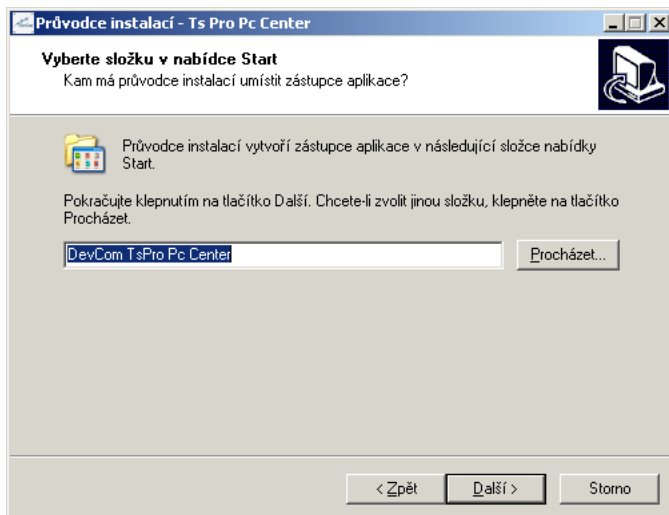 Průvodce instalací - Ts Pro Pc Center
Vyberte složku v nabídce Start
Kam má průvodce instalací umístit zástupce aplikace?
Průvodce instalací vytvoří zástupce aplikace v následující složce nabídky
Start.
Pokračujte klepnutím na tlačítko Další. Chcete-li zvolit jinou složku, klepněte na tlačítko
Procházet.
DevCom TsPro Pc Center
Procházet...
< Zpět
Další >
Storno